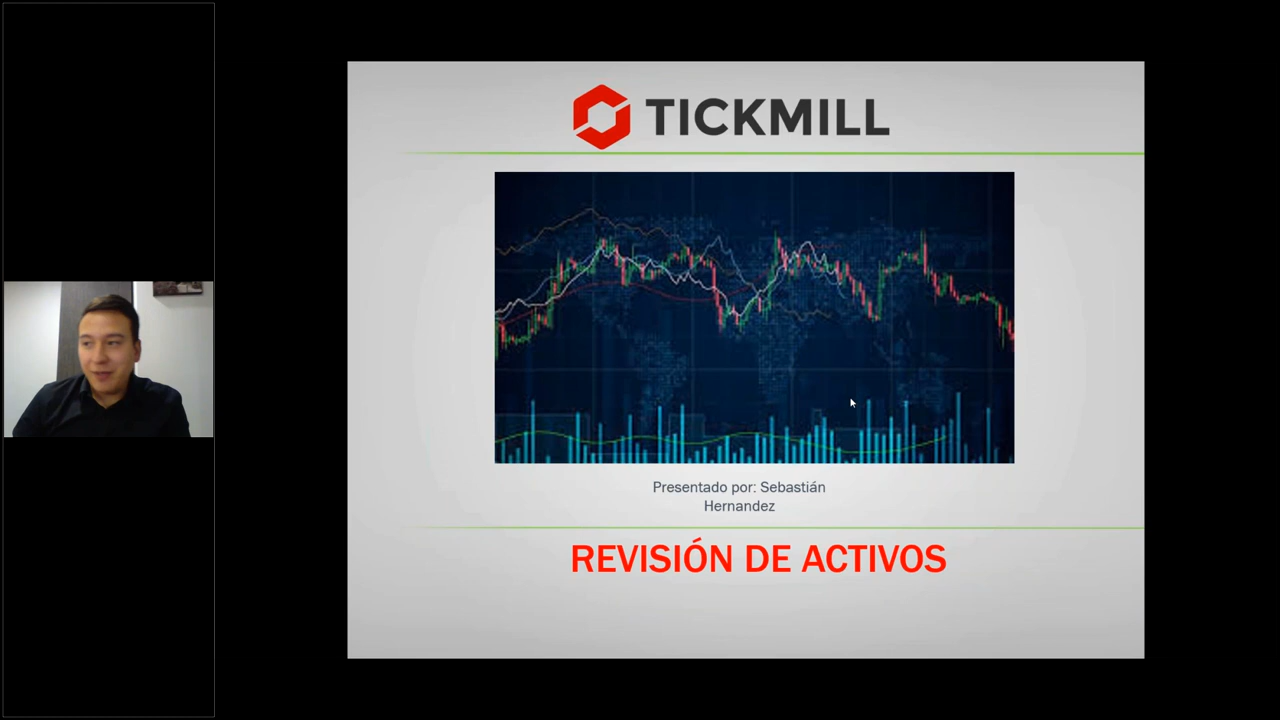 TICKMILL
Presentado por: Sebastián
Hernandez
REVISIÓN DE ACTIVOS